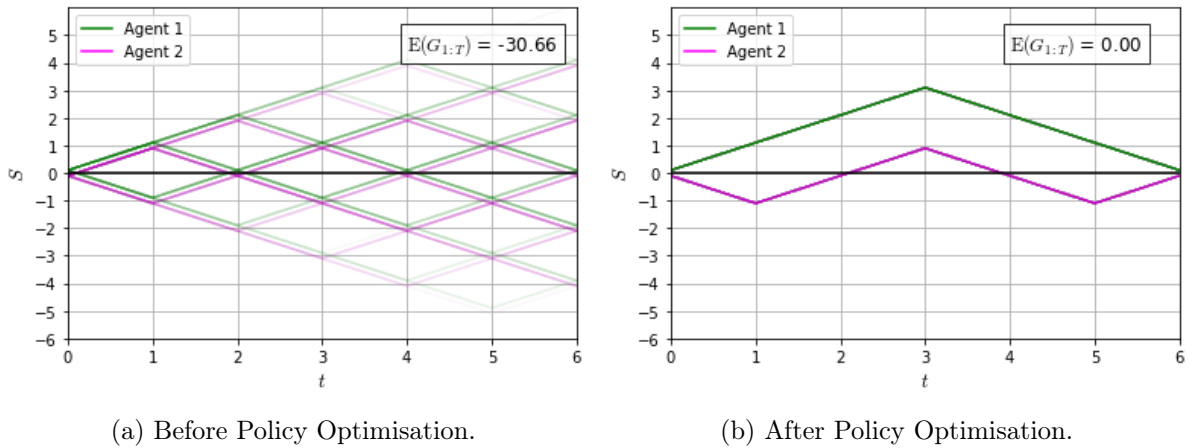 Agent 1
Agent 2
E(G1:T) = -30.66
5
4
3
2
1
0
−1
−2
−3
−4
−5
−6
S
0 1 2 3 4 5 6
t
(a) Before Policy Optimisation.
Agent 1
Agent 2
E(G1:T) = 0.00
5
4
3
2
1
0
−1
−2
−3
−4
−5
−6
S
0 1 2 3 4 5 6
t
(b) After Policy Optimisation.